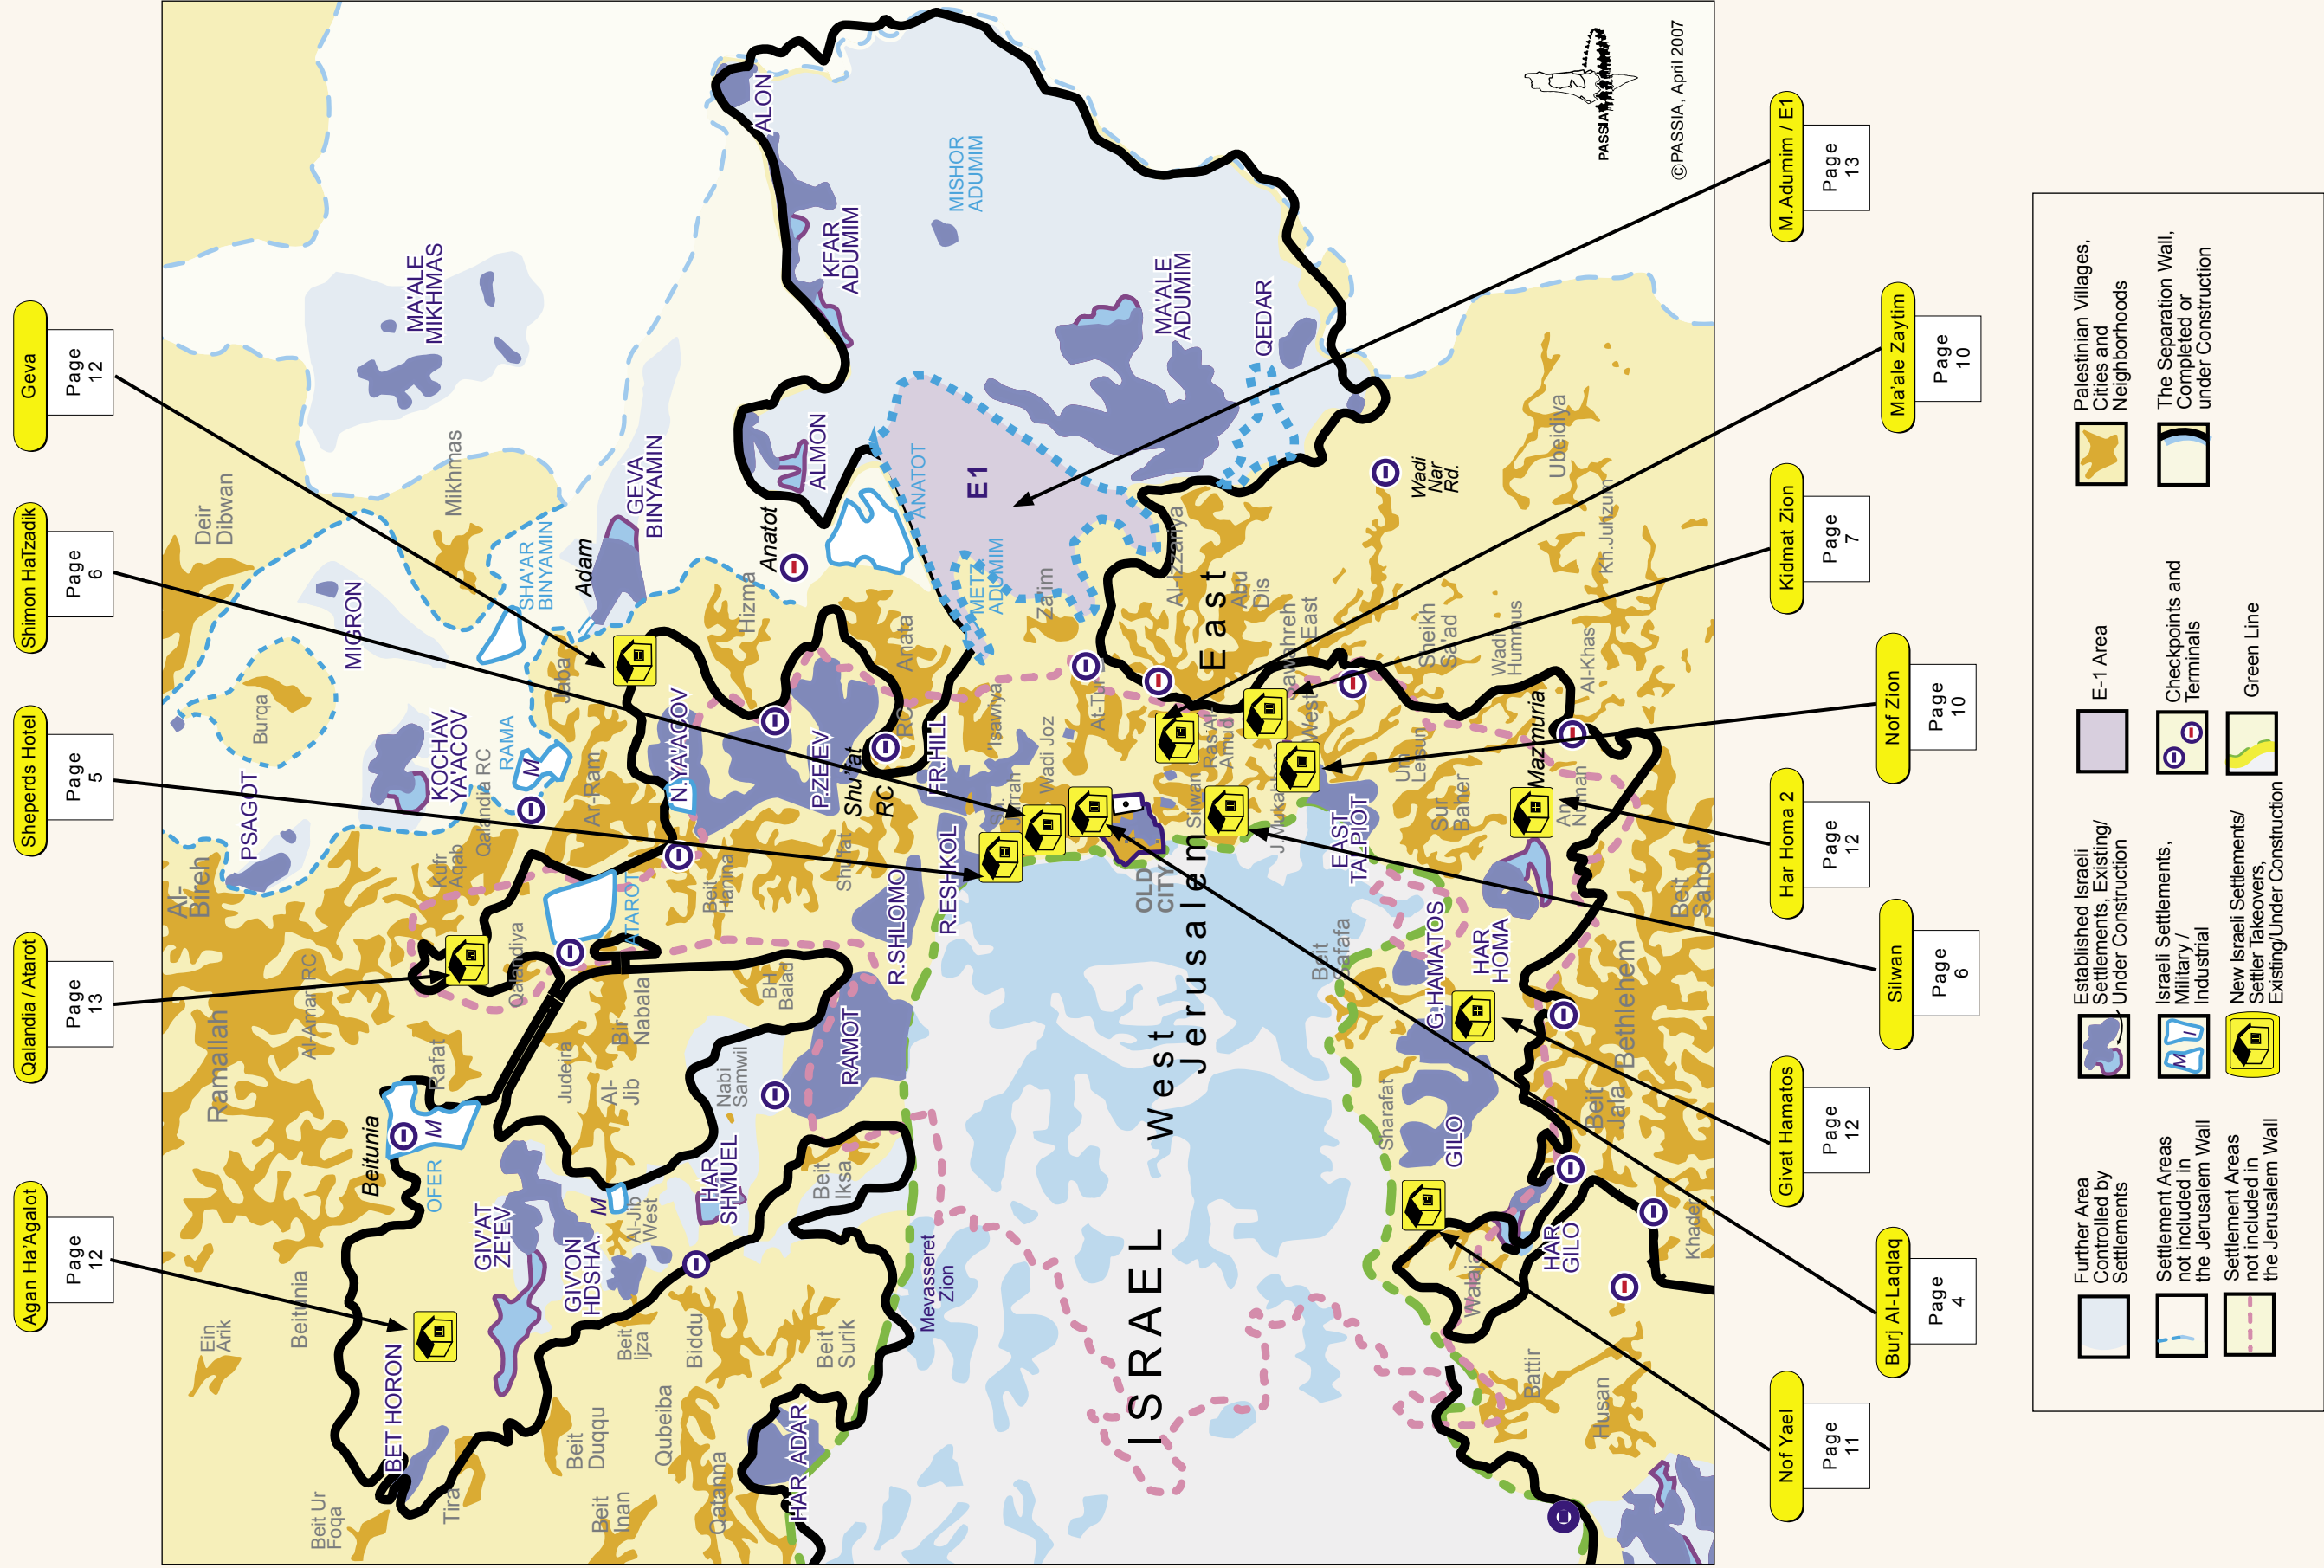 Agan Ha'Agalot
Page
12
Qalandia / Atarot
Page
13
Sheperds Hotel
Page
5
Shimon HaTzadik
Page
6
Geva
Page
12
Beit Ur
Foqa
Tira
BET HORON
Ein
Arik
Beitunia
Beitunia
OFER
M
Rafat
Ramallah
Al-Amari RC
Al-
Bireh
PSAGOT
Kufr
Aqab
Qalandiya
Qalandia RC
KOCHAV
YA'ACOV
RAMA
M
Burqa
MIGRON
Deir
Dibwan
Mikhmas
MA'ALE
MIKHMAS
SHA'AR
BINYAMIN
Adam
GEVA
BINYAMIN
Jaba
Ar-Ram
ATAROT
Judeira
Al-
Jib
Bir
Nabala
GIV'AT
ZE'EV
GIV'ON
HDSHA.
M
Al-Jib
West
Beit
Duqqu
Beit
Inan
Beit
Ijza
Biddu
Qubeiba
Qatanna
HAR ADAR
Beit
Surik
HAR
SHMUEL
Nabi
Samwil
Beit
Iksa
RAMOT
BH
Balad
Beit
Hanina
N.YA'ACOV
Hizma
Anatot
ALMON
ALON
KFAR
ADUMIM
MISHOR
ADUMIM
P.ZEEV
Shu'fat
RC
RC
Anata
Shu'fat
R.SHLOMO
R.ESHKOL
FR.HILL
'Isawiya
Wadi Joz
ANATOT
E1
METZ.
ADUMIM
Za'im
At-Tur
Mevasseret
Zion
ISRAEL
West
Jerusalem
East
OLD
CITY
Silwan
Ras Al-
Amud
Al-Izzariya
Abu
Dis
MA'ALE
ADUMIM
QEDAR
Sawahreh
East
West
J.Mukaber
EAST
TALPIOT
Beit
Safafa
Sharafat
G.HAMATOS
GILO
HAR
HOMA
HAR
GILO
Walaja
Battir
Husan
Khader
Beit
Jala
Bethlehem
Beit
Sahour
Um
Lesun
Sur
Baher
An-
Numan
Mazmuria
Sheikh
Sa'ad
Wadi
Hummus
Al-Khas
Wadi
Nar
Rd.
Ubeidiya
Kh.Juhzum
PASSIA
©PASSIA, April 2007
Nof Yael
Page
11
Burj Al-Laqlaq
Page
4
Givat Hamatos
Page
12
Silwan
Page
6
Har Homa 2
Page
12
Nof Zion
Page
10
Kidmat Zion
Page
7
Ma'ale Zaytim
Page
10
M.Adumim / E1
Page
13
Further Area
Controlled by
Settlements
Settlement Areas
not included in
the Jerusalem Wall
Settlement Areas
not included in
the Jerusalem Wall
Established Israeli
Settlements, Existing/
Under Construction
M
I
Israeli Settlements,
Military /
Industrial
New Israeli Settlements/
Settler Takeovers,
Existing/Under Construction
E-1 Area
Checkpoints and
Terminals
Green Line
Palestinian Villages,
Cities and
Neighborhoods
The Separation Wall,
Completed or
under Construction